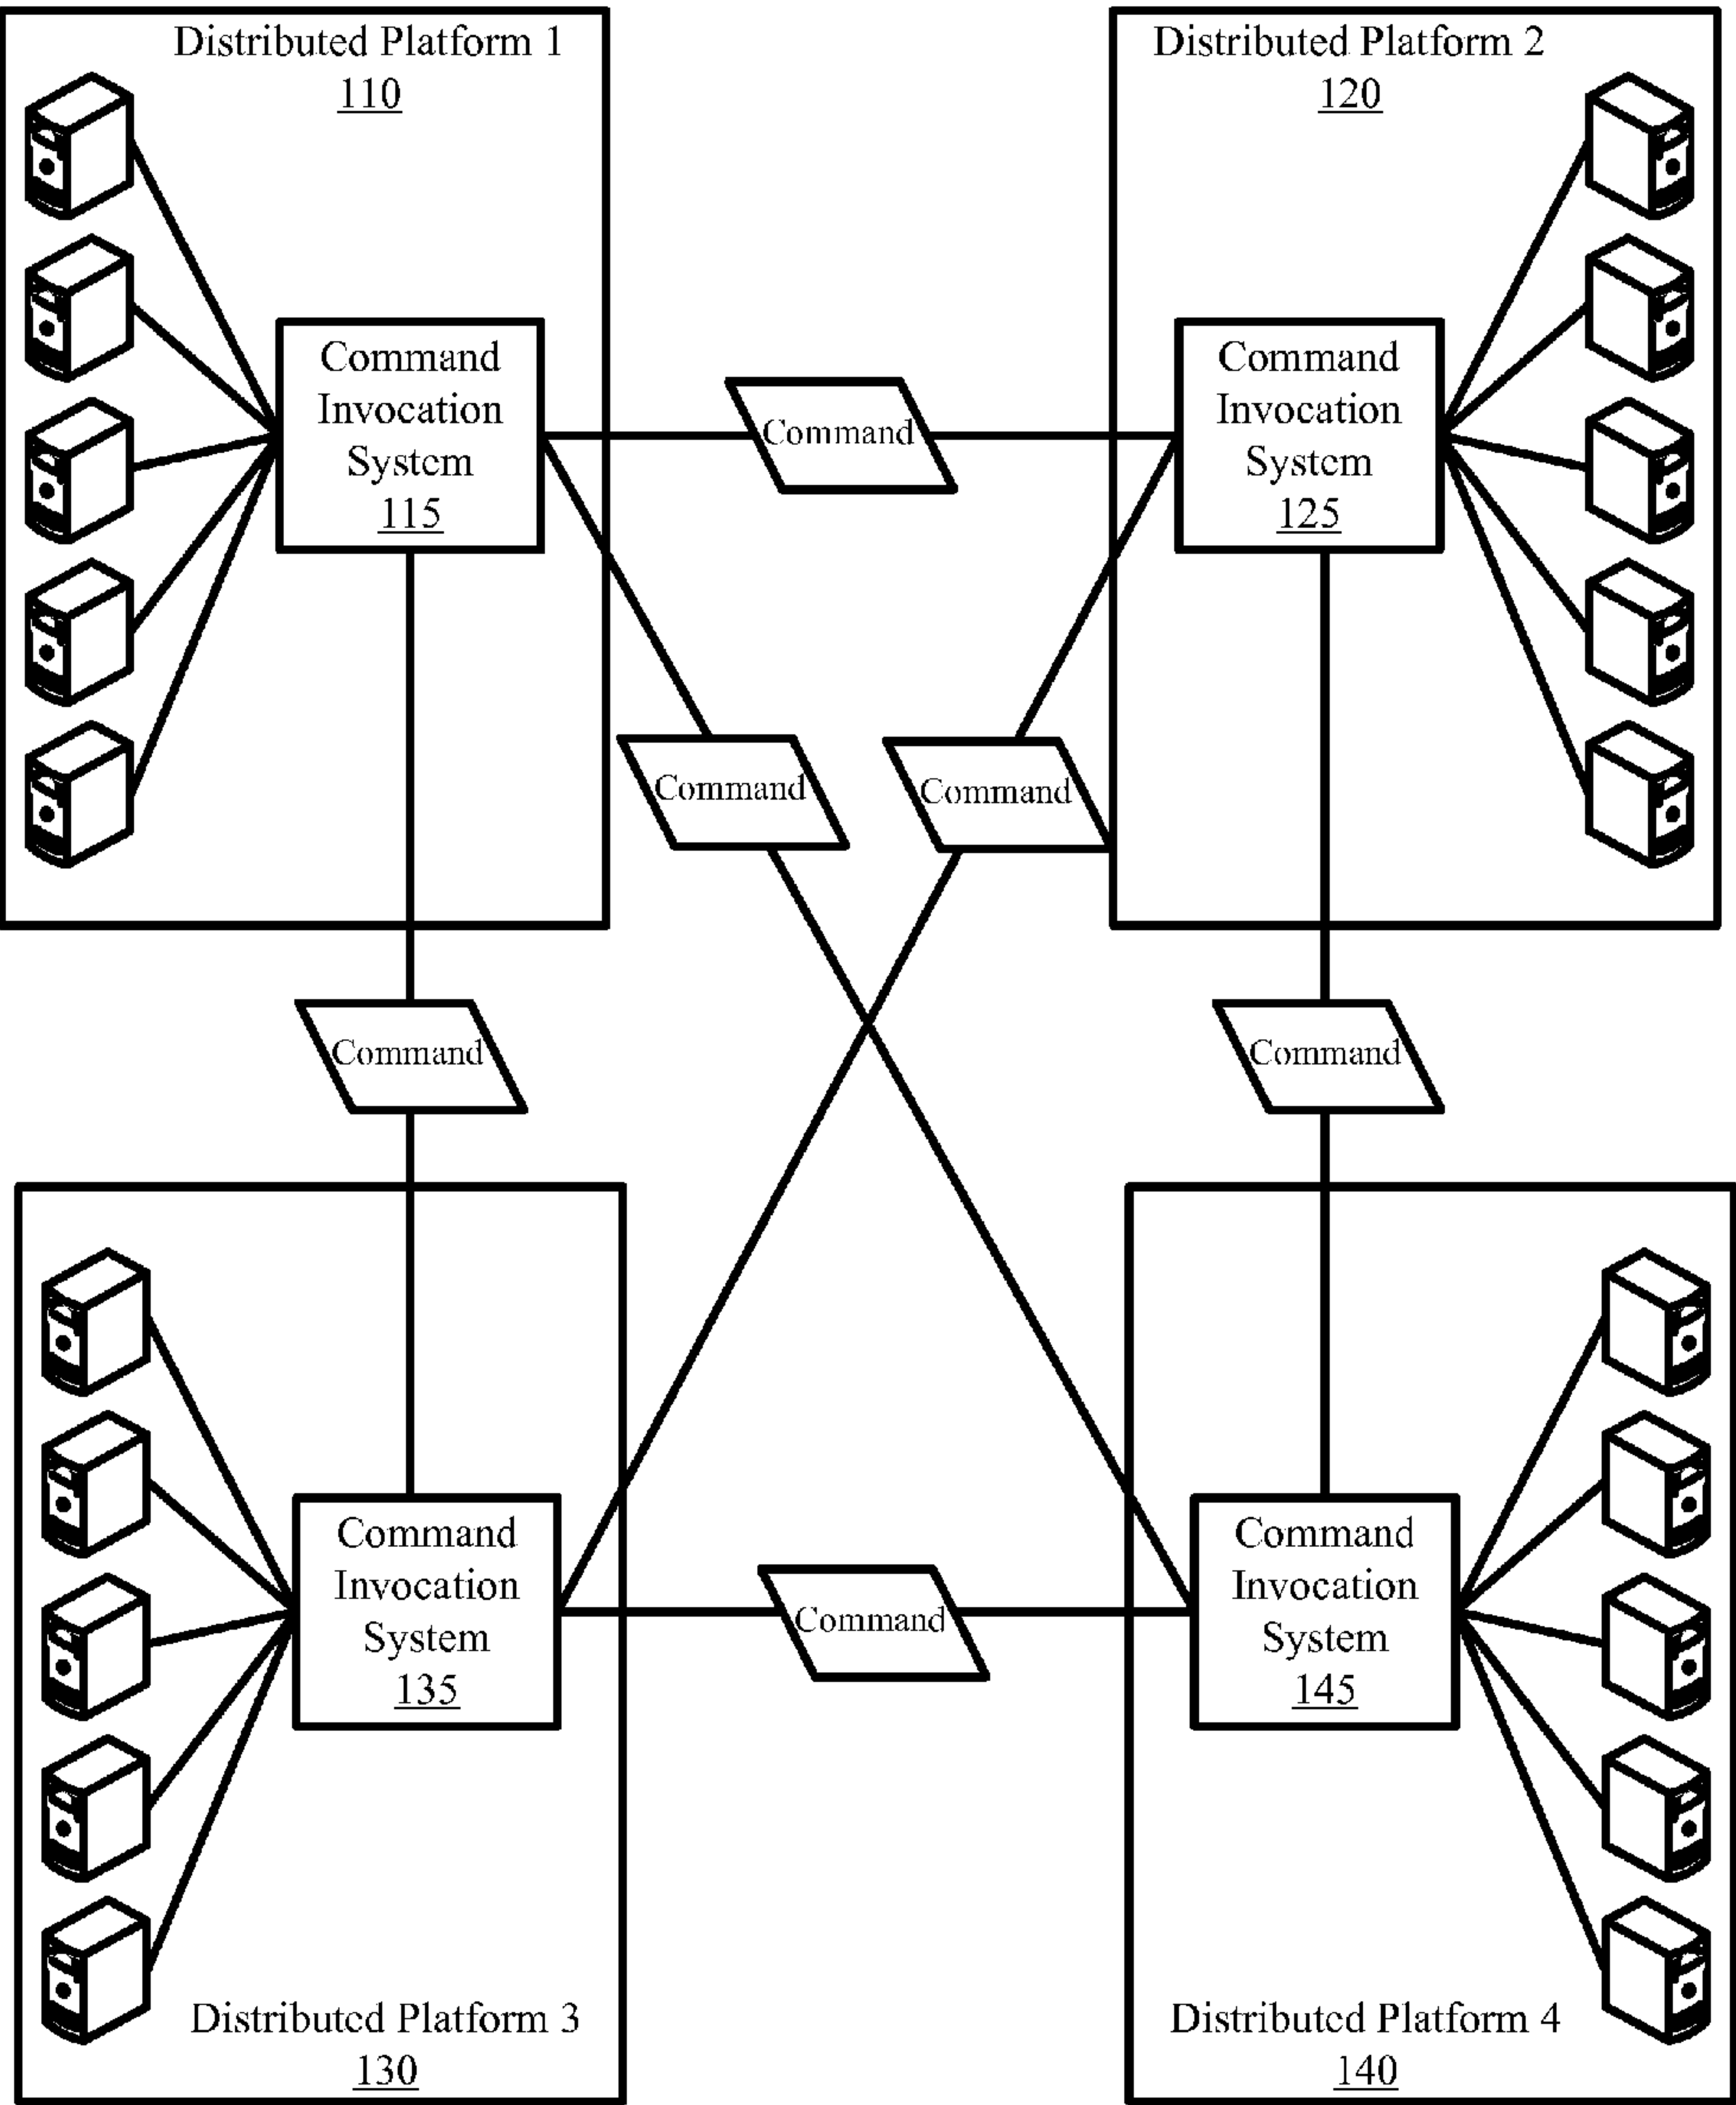 Distributed Platform 1
110
Distributed Platform 2
120
Command
Invocation
System
115
Command
Command
Invocation
System
125
Command
Command
Command
Command
Command
Invocation
System
135
Command
Command
Invocation
System
145
Distributed Platform 3
130
Distributed Platform 4
140